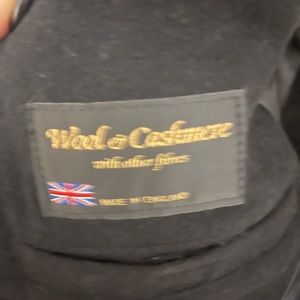 Wool & Cashmere
with other fibres
MADE IN ENGLAND